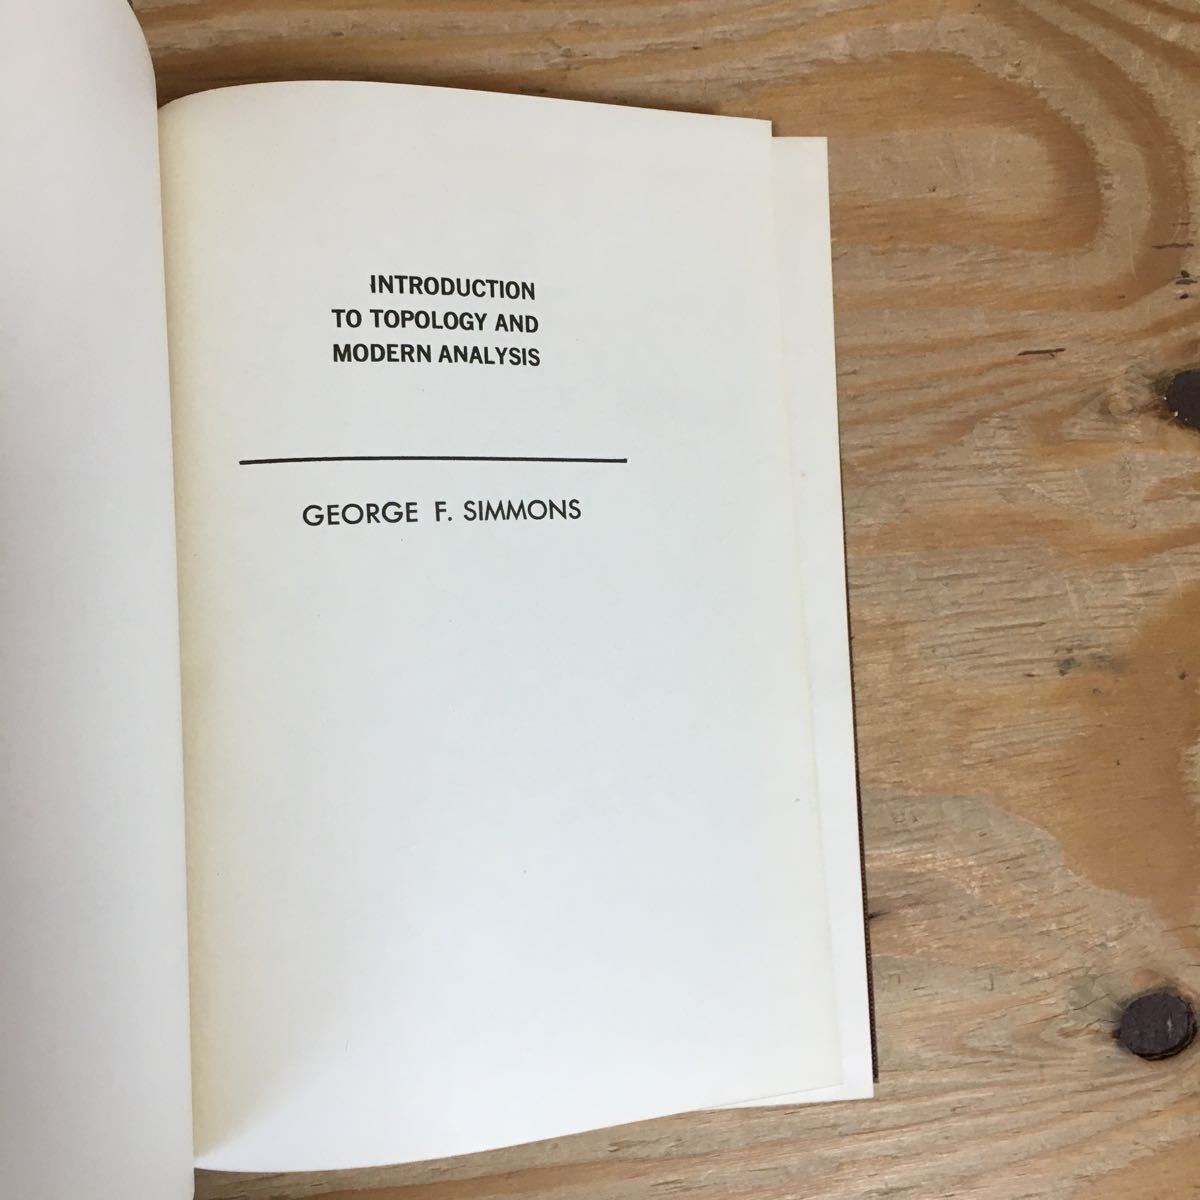 INTRODUCTION
TO TOPOLOGY AND
MODERN ANALYSIS
GEORGE F. SIMMONS